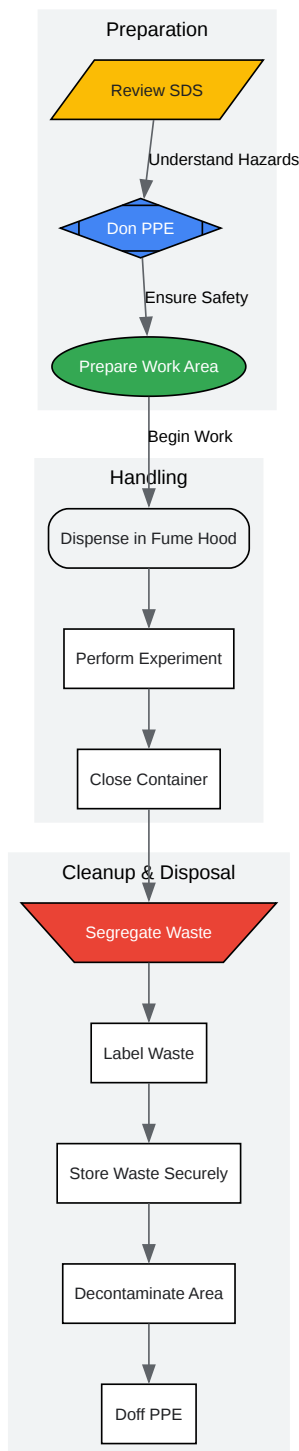 Preparation
Review SDS
Understand Hazards
Don PPE
Ensure Safety
Prepare Work Area
Begin Work
Handling
Dispense in Fume Hood
Perform Experiment
Close Container
Cleanup & Disposal
Segregate Waste
Label Waste
Store Waste Securely
Decontaminate Area
Doff PPE